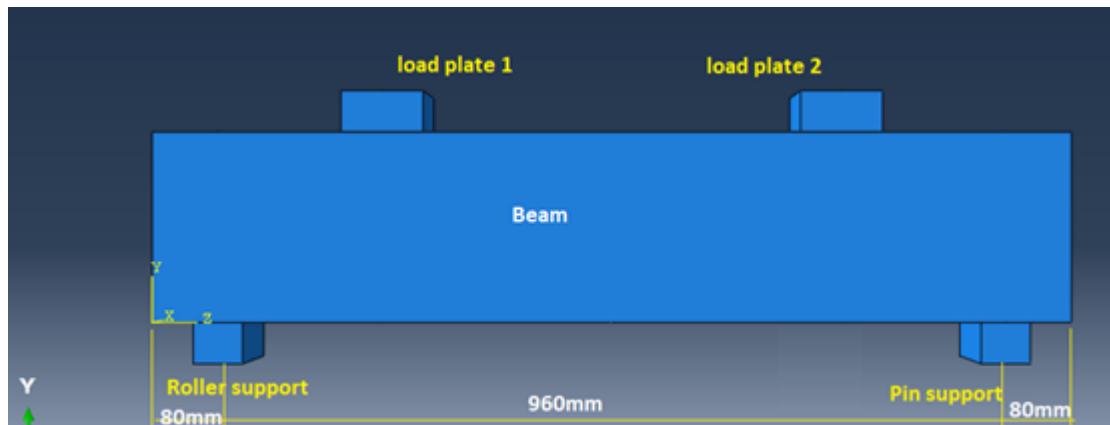 load plate 1
load plate 2
Beam
Y
X
Z
Y
Roller support
Pin support
80mm
960mm
80mm